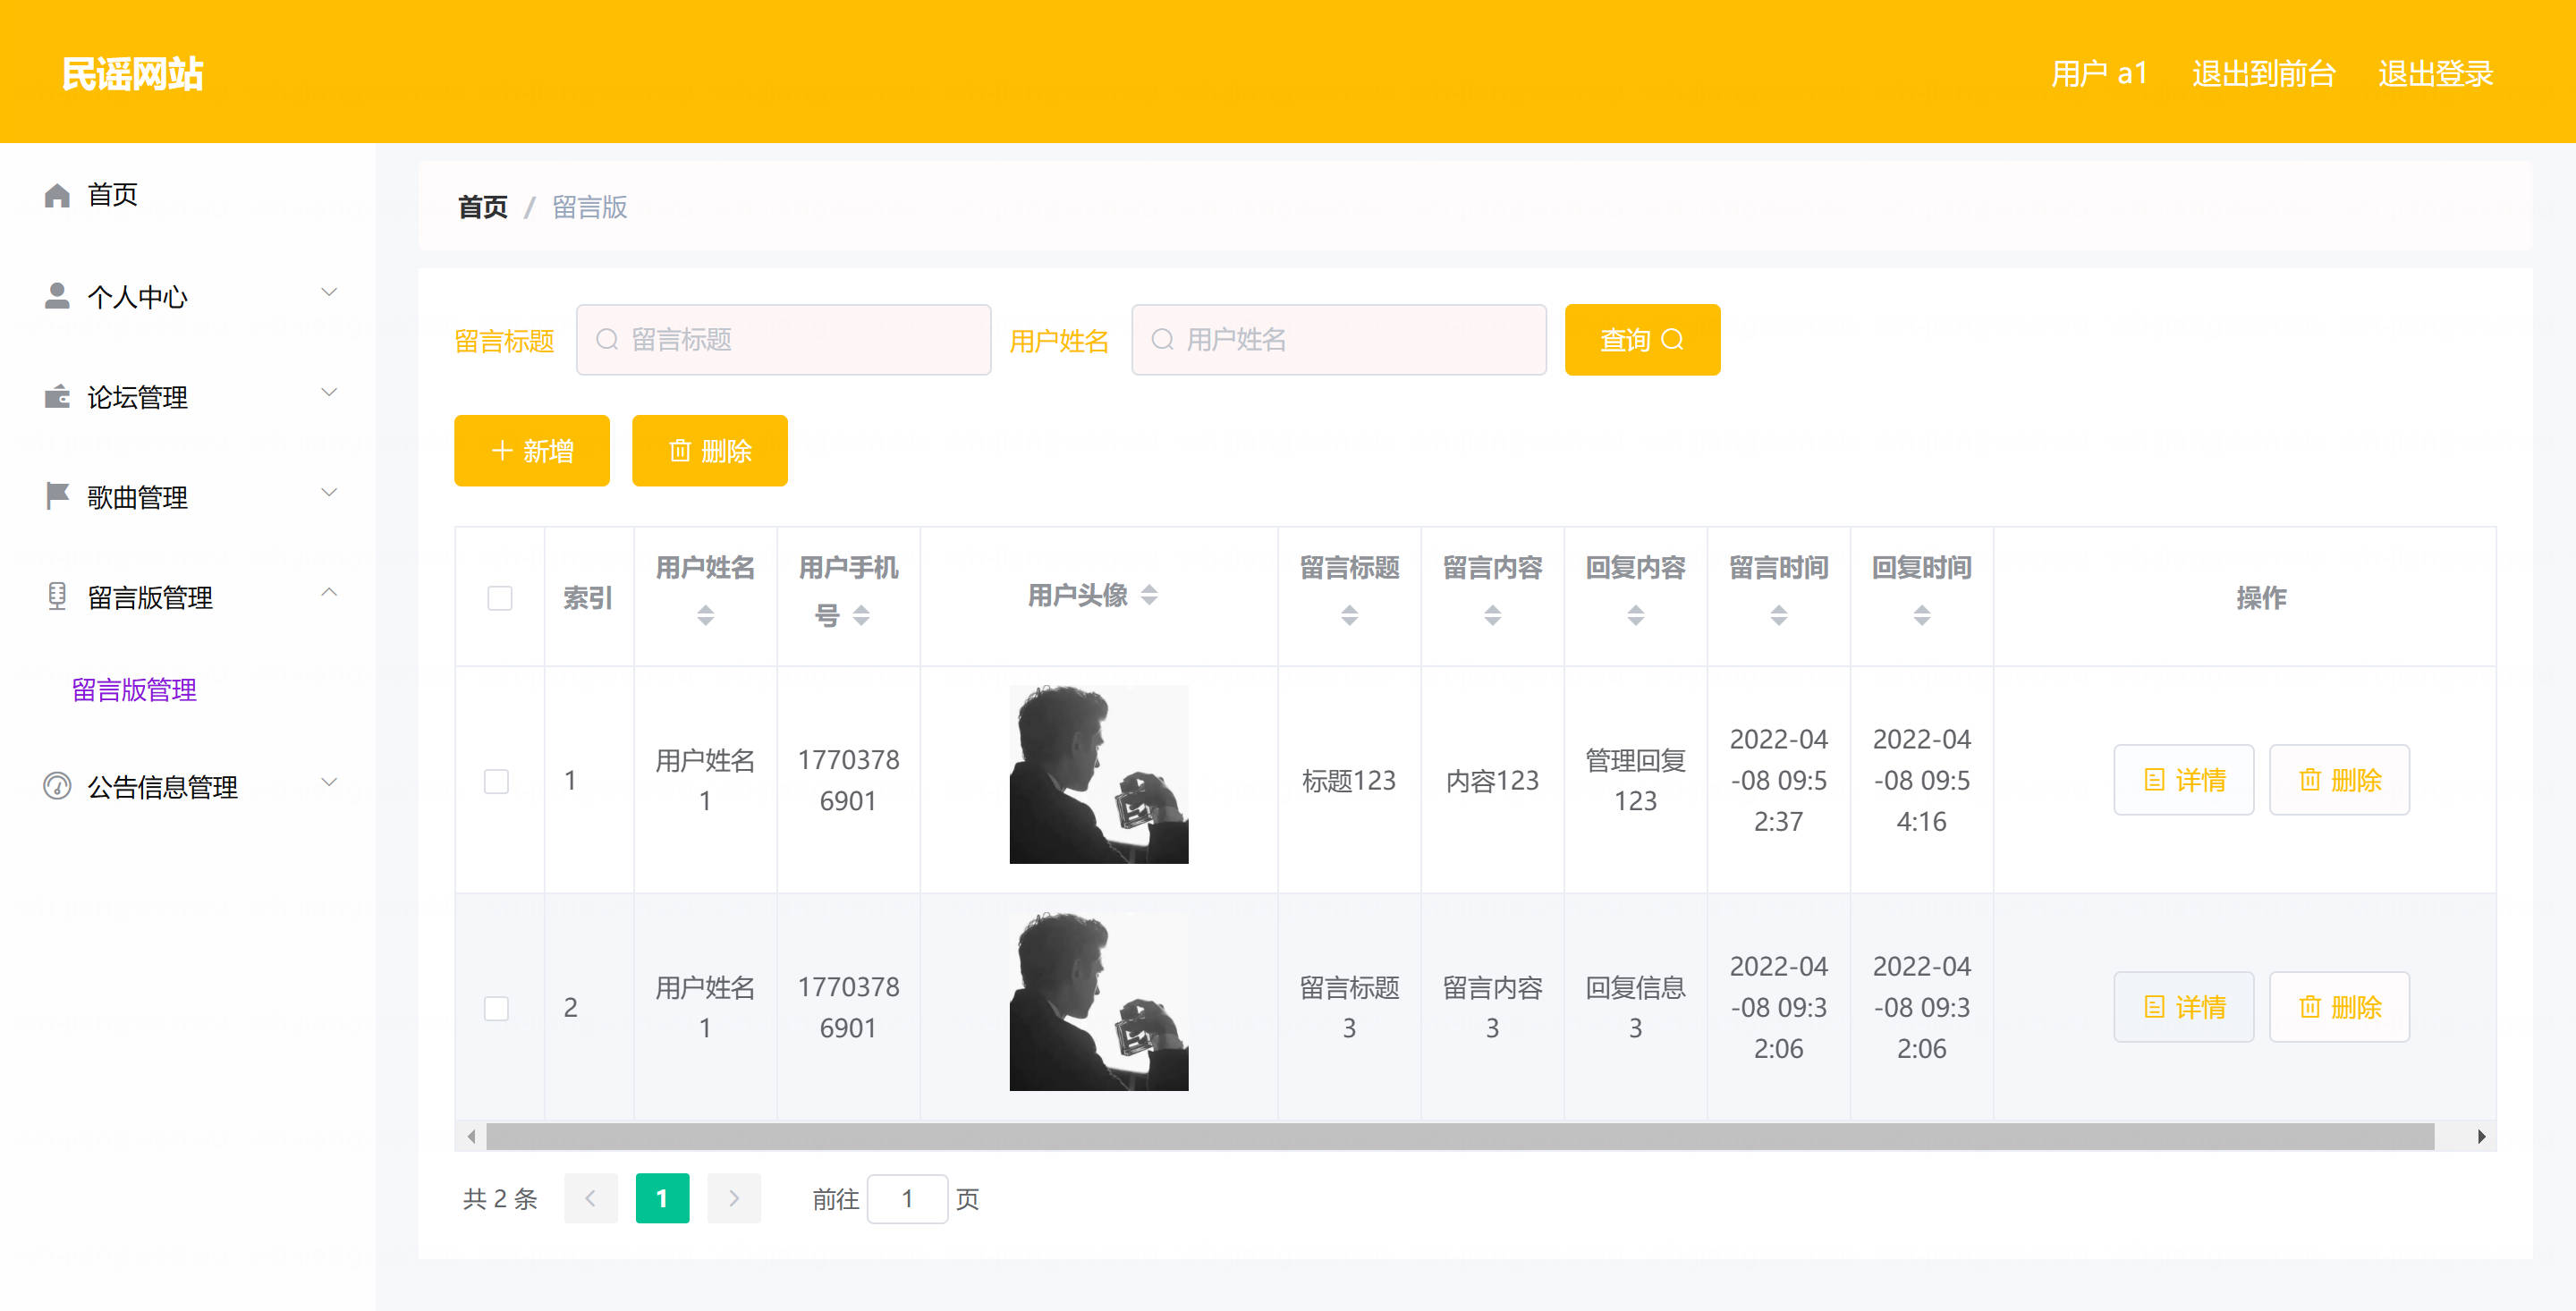 民谣网站
用户 a1 退出到前台 退出登录
首页
个人中心
论坛管理
歌曲管理
留言版管理
留言版管理
公告信息管理
首页 / 留言版
留言标题 留言标题 用户姓名 用户姓名 查询
新增 删除
索引 用户姓名 用户手机号 用户头像 留言标题 留言内容 回复内容 留言时间 回复时间 操作
1 用户姓名1 17703786901 标题123 内容123 管理回复123 2022-04-08 09:52:37 2022-04-08 09:54:16 详情 删除
2 用户姓名1 17703786901 留言标题3 留言内容3 回复信息3 2022-04-08 09:32:06 2022-04-08 09:32:06 详情 删除
共 2 条 1 前往 1 页